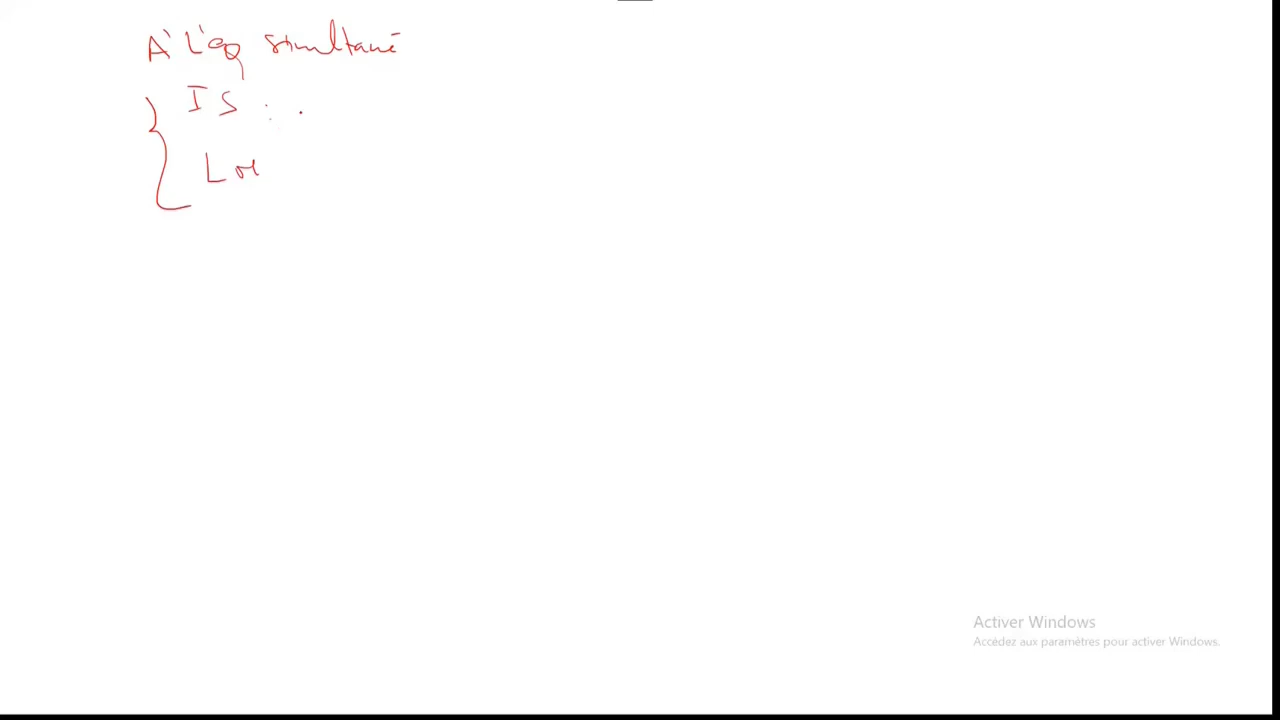 À L'eq simultané
IS : .
LM
Activer Windows
Accédez aux paramètres pour activer Windows.